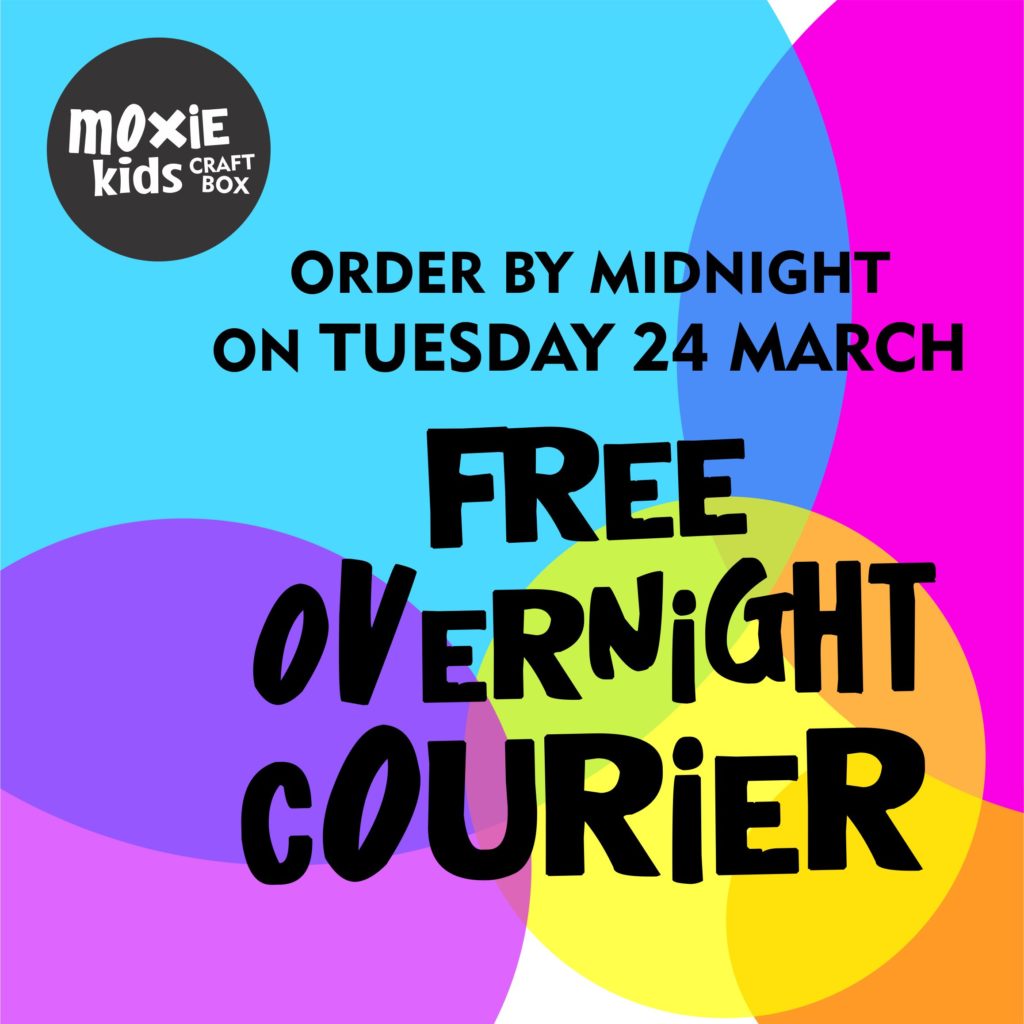 moxiE
kids CRAFT
BOX
ORDER BY MIDNIGHT
ON TUESDAY 24 MARCH
FREE
OVERNiGHT
COURiER